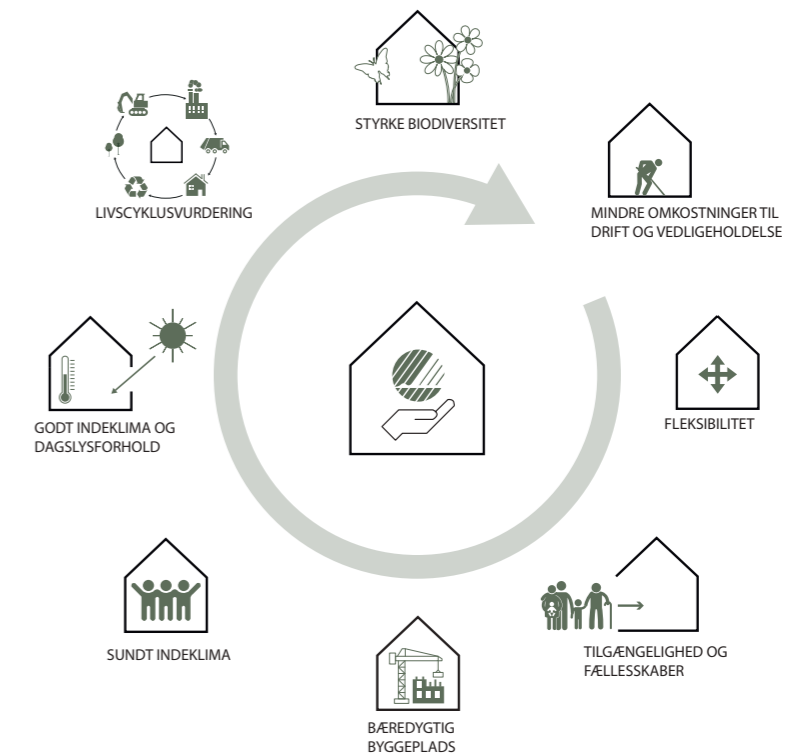 STYRKE BIODIVERSITET
MINDRE OMKOSTNINGER TIL
DRIFT OG VEDLIGEHOLDELSE
FLEKSIBILITET
TILGÆNGELIGHED OG
FÆLLESSKABER
BÆREDYGTIG
BYGGEPLADS
SUNDT INDEKLIMA
GODT INDEKLIMA OG
DAGSLYSFORHOLD
LIVSCYKLUSVURDERING